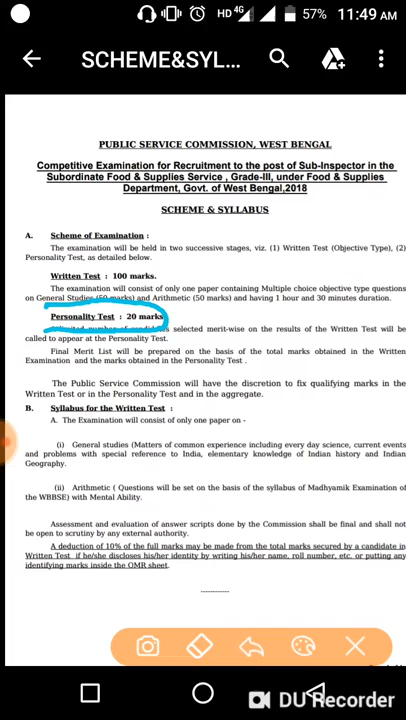 HD 4G 57% 11:49 AM
SCHEME&SYL...
PUBLIC SERVICE COMMISSION, WEST BENGAL
Competitive Examination for Recruitment to the post of Sub-Inspector in the
Subordinate Food & Supplies Service , Grade-III, under Food & Supplies
Department, Govt. of West Bengal,2018
SCHEME & SYLLABUS
A. Scheme of Examination :
The examination will be held in two successive stages, viz. (1) Written Test (Objective Type), (2)
Personality Test, as detailed below.
Written Test : 100 marks.
The examination will consist of only one paper containing Multiple choice objective type questions
on General Studies (50 marks) and Arithmetic (50 marks) and having 1 hour and 30 minutes duration.
Personality Test : 20 marks
limited number of candidates selected merit-wise on the results of the Written Test will be
called to appear at the Personality Test.
Final Merit List will be prepared on the basis of the total marks obtained in the Written
Examination and the marks obtained in the Personality Test .
The Public Service Commission will have the discretion to fix qualifying marks in the
Written Test or in the Personality Test and in the aggregate.
B. Syllabus for the Written Test :
A. The Examination will consist of only one paper on -
(i) General studies (Matters of common experience including every day science, current events
and problems with special reference to India, elementary knowledge of Indian history and Indian
Geography.
(ii) Arithmetic ( Questions will be set on the basis of the syllabus of Madhyamik Examination of
the WBBSE) with Mental Ability.
Assessment and evaluation of answer scripts done by the Commission shall be final and shall not
be open to scrutiny by any external authority.
A deduction of 10% of the full marks may be made from the total marks secured by a candidate in
Written Test if he/she discloses his/her identity by writing his/her name, roll number, etc. or putting any
identifying marks inside the OMR sheet.
------------
DU Recorder